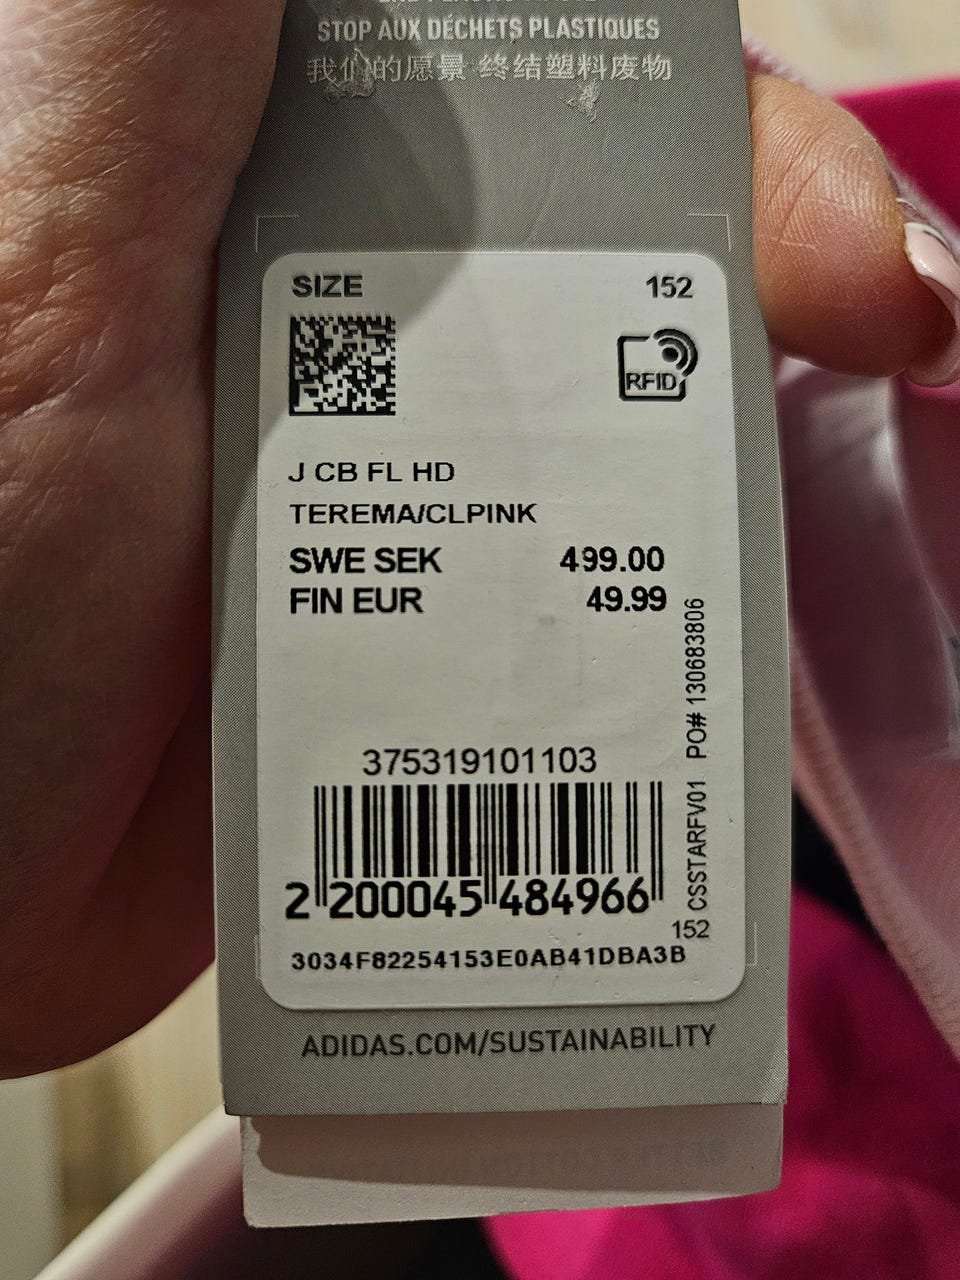 STOP AUX DÉCHETS PLASTIQUES
我们的愿景 终结塑料废物
SIZE 152
RFID
J CB FL HD
TEREMA/CLPINK
SWE SEK 499.00
FIN EUR 49.99
375319101103
2 200045 484966
152
3034F82254153E0AB41DBA3B
CSSTARFV01 PO# 130683806
ADIDAS.COM/SUSTAINABILITY